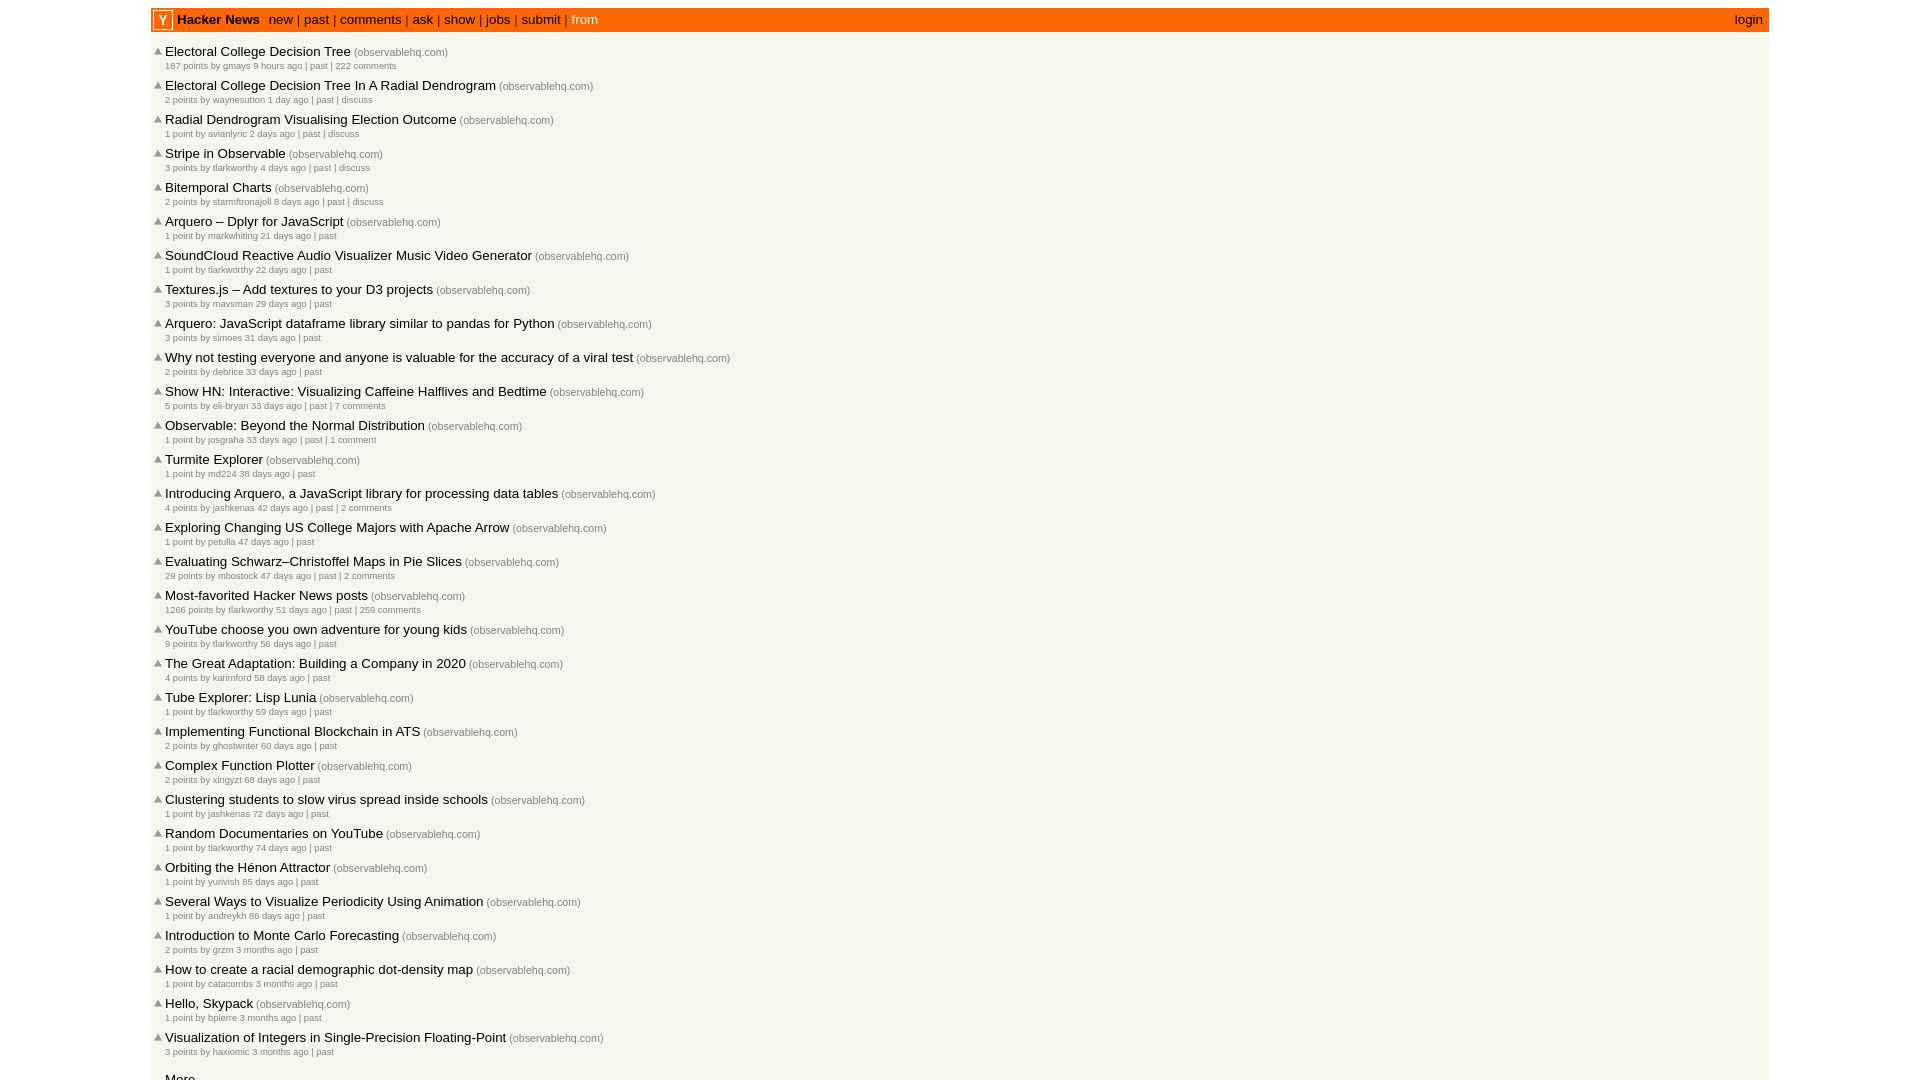 Y Hacker News new | past | comments | ask | show | jobs | submit | from login
Electoral College Decision Tree (observablehq.com)
187 points by gmays 9 hours ago | past | 222 comments
Electoral College Decision Tree In A Radial Dendrogram (observablehq.com)
2 points by waynesutton 1 day ago | past | discuss
Radial Dendrogram Visualising Election Outcome (observablehq.com)
1 point by avianlyric 2 days ago | past | discuss
Stripe in Observable (observablehq.com)
3 points by tlarkworthy 4 days ago | past | discuss
Bitemporal Charts (observablehq.com)
2 points by starmftronajoll 8 days ago | past | discuss
Arquero – Dplyr for JavaScript (observablehq.com)
1 point by markwhiting 21 days ago | past
SoundCloud Reactive Audio Visualizer Music Video Generator (observablehq.com)
1 point by tlarkworthy 22 days ago | past
Textures.js – Add textures to your D3 projects (observablehq.com)
3 points by mavsman 29 days ago | past
Arquero: JavaScript dataframe library similar to pandas for Python (observablehq.com)
3 points by simoes 31 days ago | past
Why not testing everyone and anyone is valuable for the accuracy of a viral test (observablehq.com)
2 points by debrice 33 days ago | past
Show HN: Interactive: Visualizing Caffeine Halflives and Bedtime (observablehq.com)
5 points by eli-bryan 33 days ago | past | 7 comments
Observable: Beyond the Normal Distribution (observablehq.com)
1 point by josgraha 33 days ago | past | 1 comment
Turmite Explorer (observablehq.com)
1 point by md224 38 days ago | past
Introducing Arquero, a JavaScript library for processing data tables (observablehq.com)
4 points by jashkenas 42 days ago | past | 2 comments
Exploring Changing US College Majors with Apache Arrow (observablehq.com)
1 point by petulla 47 days ago | past
Evaluating Schwarz–Christoffel Maps in Pie Slices (observablehq.com)
29 points by mbostock 47 days ago | past | 2 comments
Most-favorited Hacker News posts (observablehq.com)
1266 points by tlarkworthy 51 days ago | past | 259 comments
YouTube choose you own adventure for young kids (observablehq.com)
9 points by tlarkworthy 56 days ago | past
The Great Adaptation: Building a Company in 2020 (observablehq.com)
4 points by karimford 58 days ago | past
Tube Explorer: Lisp Lunia (observablehq.com)
1 point by tlarkworthy 59 days ago | past
Implementing Functional Blockchain in ATS (observablehq.com)
2 points by ghostwriter 60 days ago | past
Complex Function Plotter (observablehq.com)
2 points by xingyzt 68 days ago | past
Clustering students to slow virus spread inside schools (observablehq.com)
1 point by jashkenas 72 days ago | past
Random Documentaries on YouTube (observablehq.com)
1 point by tlarkworthy 74 days ago | past
Orbiting the Hénon Attractor (observablehq.com)
1 point by yurivish 85 days ago | past
Several Ways to Visualize Periodicity Using Animation (observablehq.com)
1 point by andreykh 86 days ago | past
Introduction to Monte Carlo Forecasting (observablehq.com)
2 points by grzm 3 months ago | past
How to create a racial demographic dot-density map (observablehq.com)
1 point by catacombs 3 months ago | past
Hello, Skypack (observablehq.com)
1 point by bpierre 3 months ago | past
Visualization of Integers in Single-Precision Floating-Point (observablehq.com)
3 points by haxiomic 3 months ago | past
More